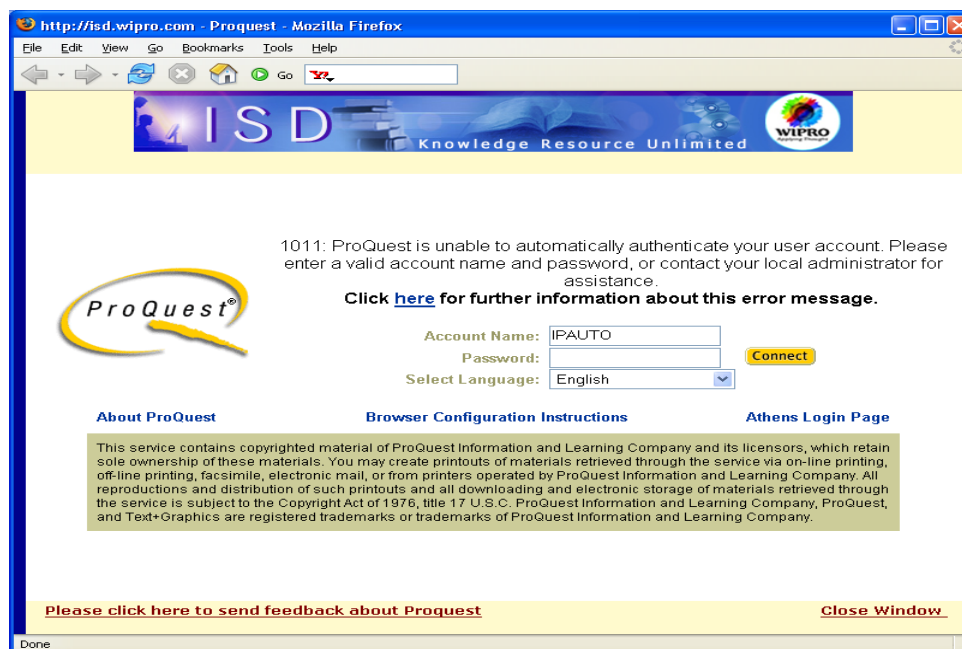 http://isd.wipro.com - Proquest - Mozilla Firefox
File Edit View Go Bookmarks Tools Help
Go Y?
ISD
Knowledge Resource Unlimited
WIPRO
Applying Thought
1011: ProQuest is unable to automatically authenticate your user account. Please
enter a valid account name and password, or contact your local administrator for
assistance.
Click here for further information about this error message.
ProQuest®
Account Name: IPAUTO
Password:
Connect
Select Language: English
About ProQuest Browser Configuration Instructions Athens Login Page
This service contains copyrighted material of ProQuest Information and Learning Company and its licensors, which retain
sole ownership of these materials. You may create printouts of materials retrieved through the service via on-line printing,
off-line printing, facsimile, electronic mail, or from printers operated by ProQuest Information and Learning Company. All
reproductions and distribution of such printouts and all downloading and electronic storage of materials retrieved through
the service is subject to the Copyright Act of 1976, title 17 U.S.C. ProQuest Information and Learning Company, ProQuest,
and Text+Graphics are registered trademarks or trademarks of ProQuest Information and Learning Company.
Please click here to send feedback about Proquest Close Window
Done